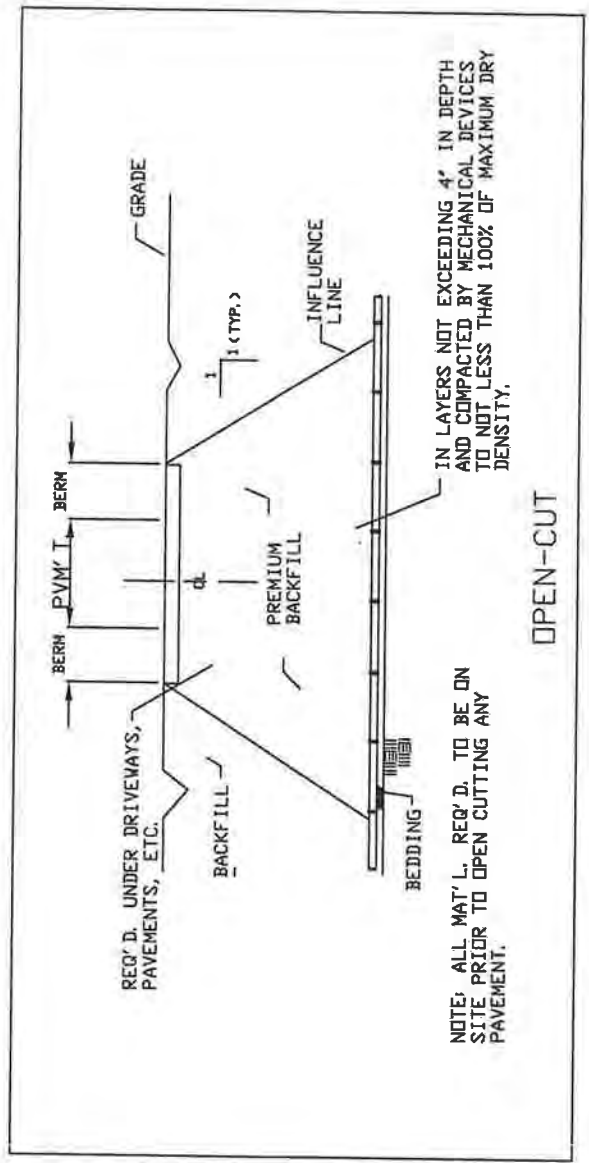 BERM
PVM'T
BERM
GRADE
REQ'D. UNDER DRIVEWAYS,
PAVEMENTS, ETC.
CL
1
1 (TYP.)
BACKFILL
PREMIUM
BACKFILL
INFLUENCE
LINE
BEDDING
IN LAYERS NOT EXCEEDING 4" IN DEPTH
AND COMPACTED BY MECHANICAL DEVICES
TO NOT LESS THAN 100% OF MAXIMUM DRY
DENSITY.
NOTE; ALL MAT'L. REQ'D. TO BE ON
SITE PRIOR TO OPEN CUTTING ANY
PAVEMENT.
OPEN-CUT